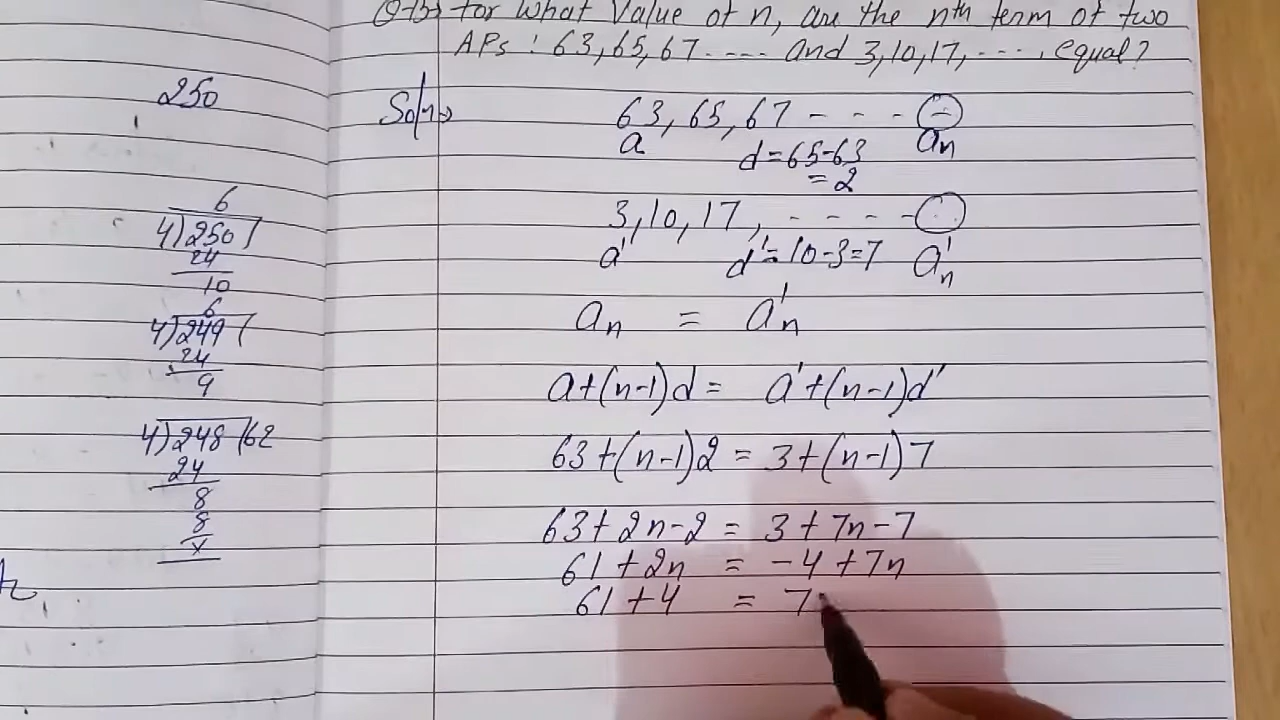 Q-15) For what Value of n, are the nth term of two
APs : 63, 65, 67 ..... and 3, 10, 17, ...., equal?
Soln→
63, 65, 67 - - - -
a
an
d = 65-63
= 2
3, 10, 17, - - - -
a' d' = 10-3=7 a'n
an = a'n
a+(n-1)d = a'+(n-1)d'
63+(n-1)2 = 3+(n-1)7
63+2n-2 = 3+7n-7
61+2n = -4+7n
61+4 = 7
250
6
4)250(
24
10
6
4)249(
24
9
4)248(62
24
8
8
x